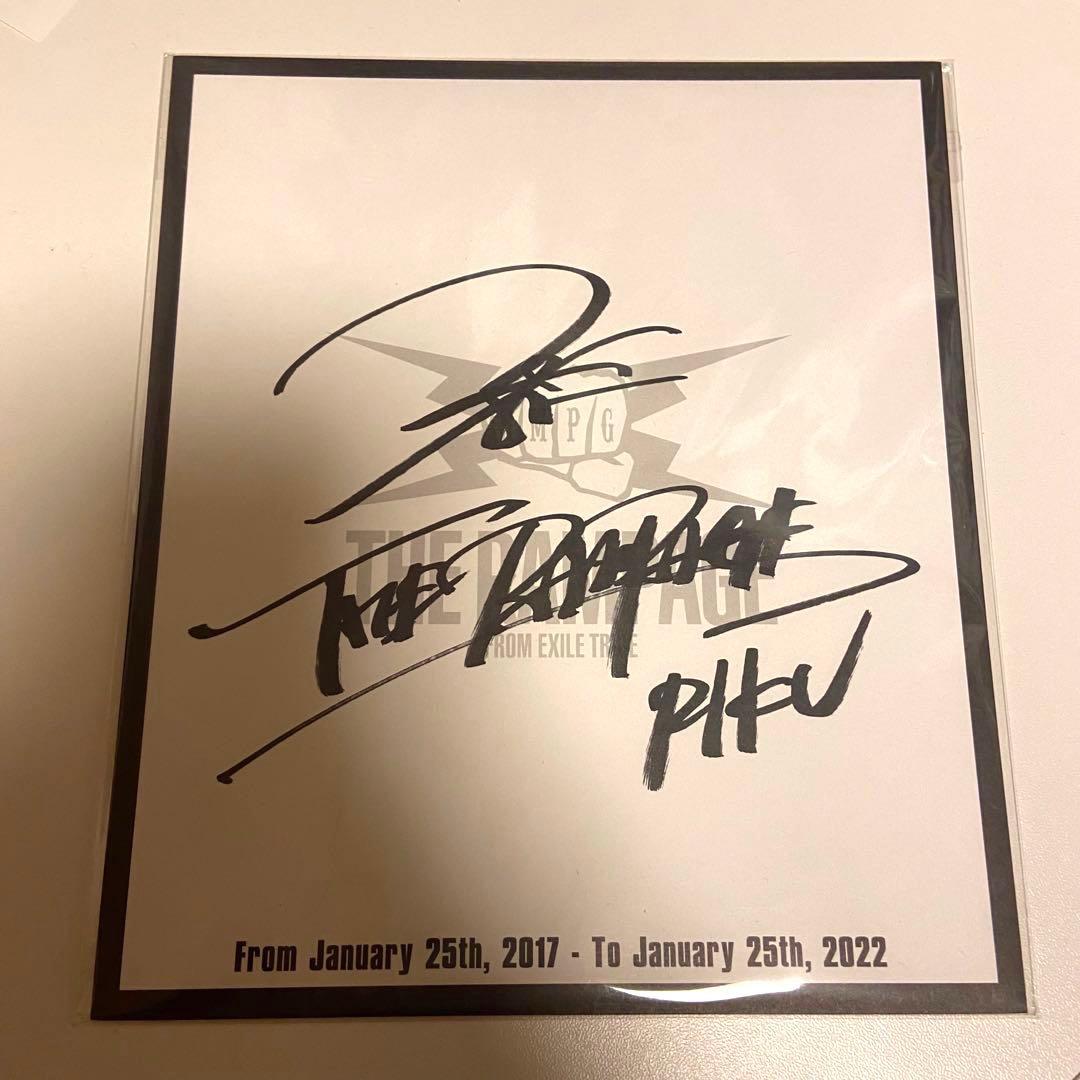 RMPG
THE RAMPAGE
THE RAMPAGE
FROM EXILE TRIBE
RIKU
From January 25th, 2017 - To January 25th, 2022